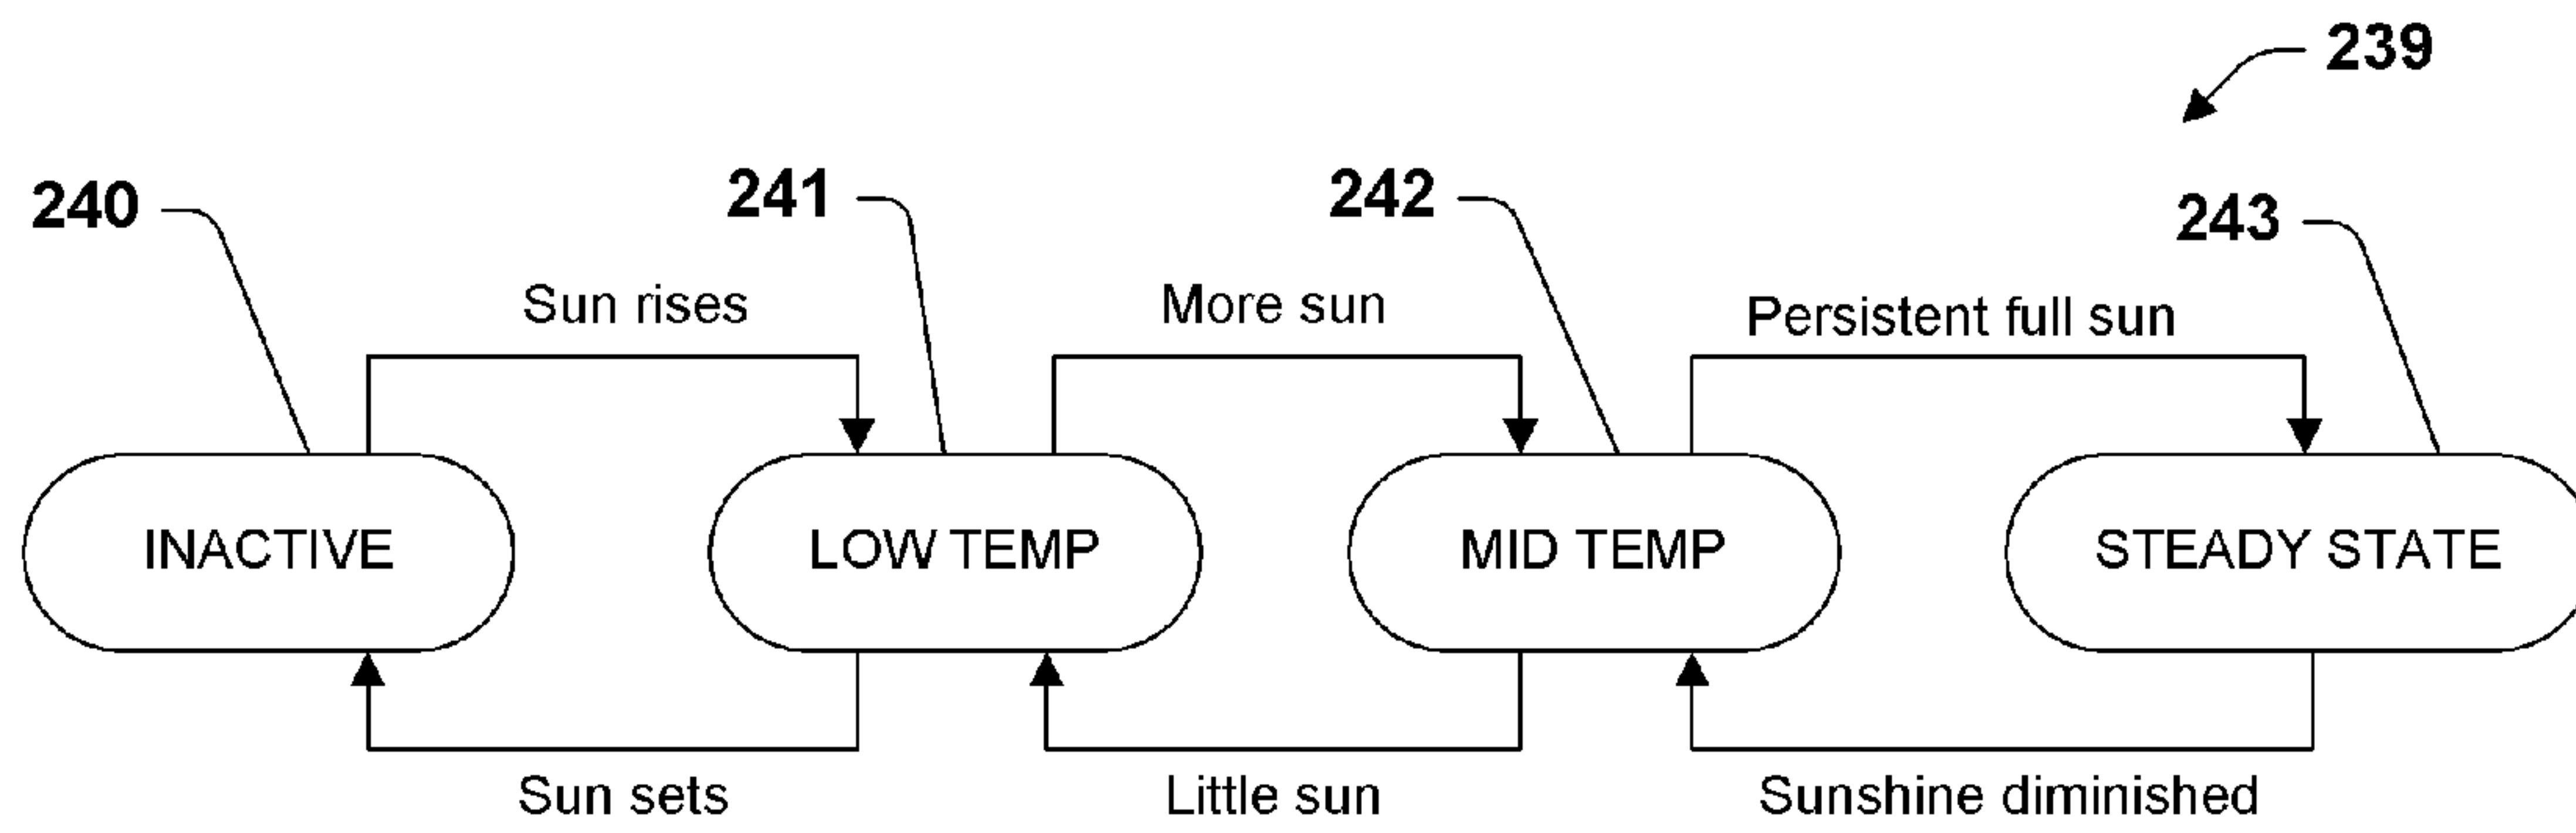 239
240
241
242
243
Sun rises
More sun
Persistent full sun
INACTIVE
LOW TEMP
MID TEMP
STEADY STATE
Sun sets
Little sun
Sunshine diminished